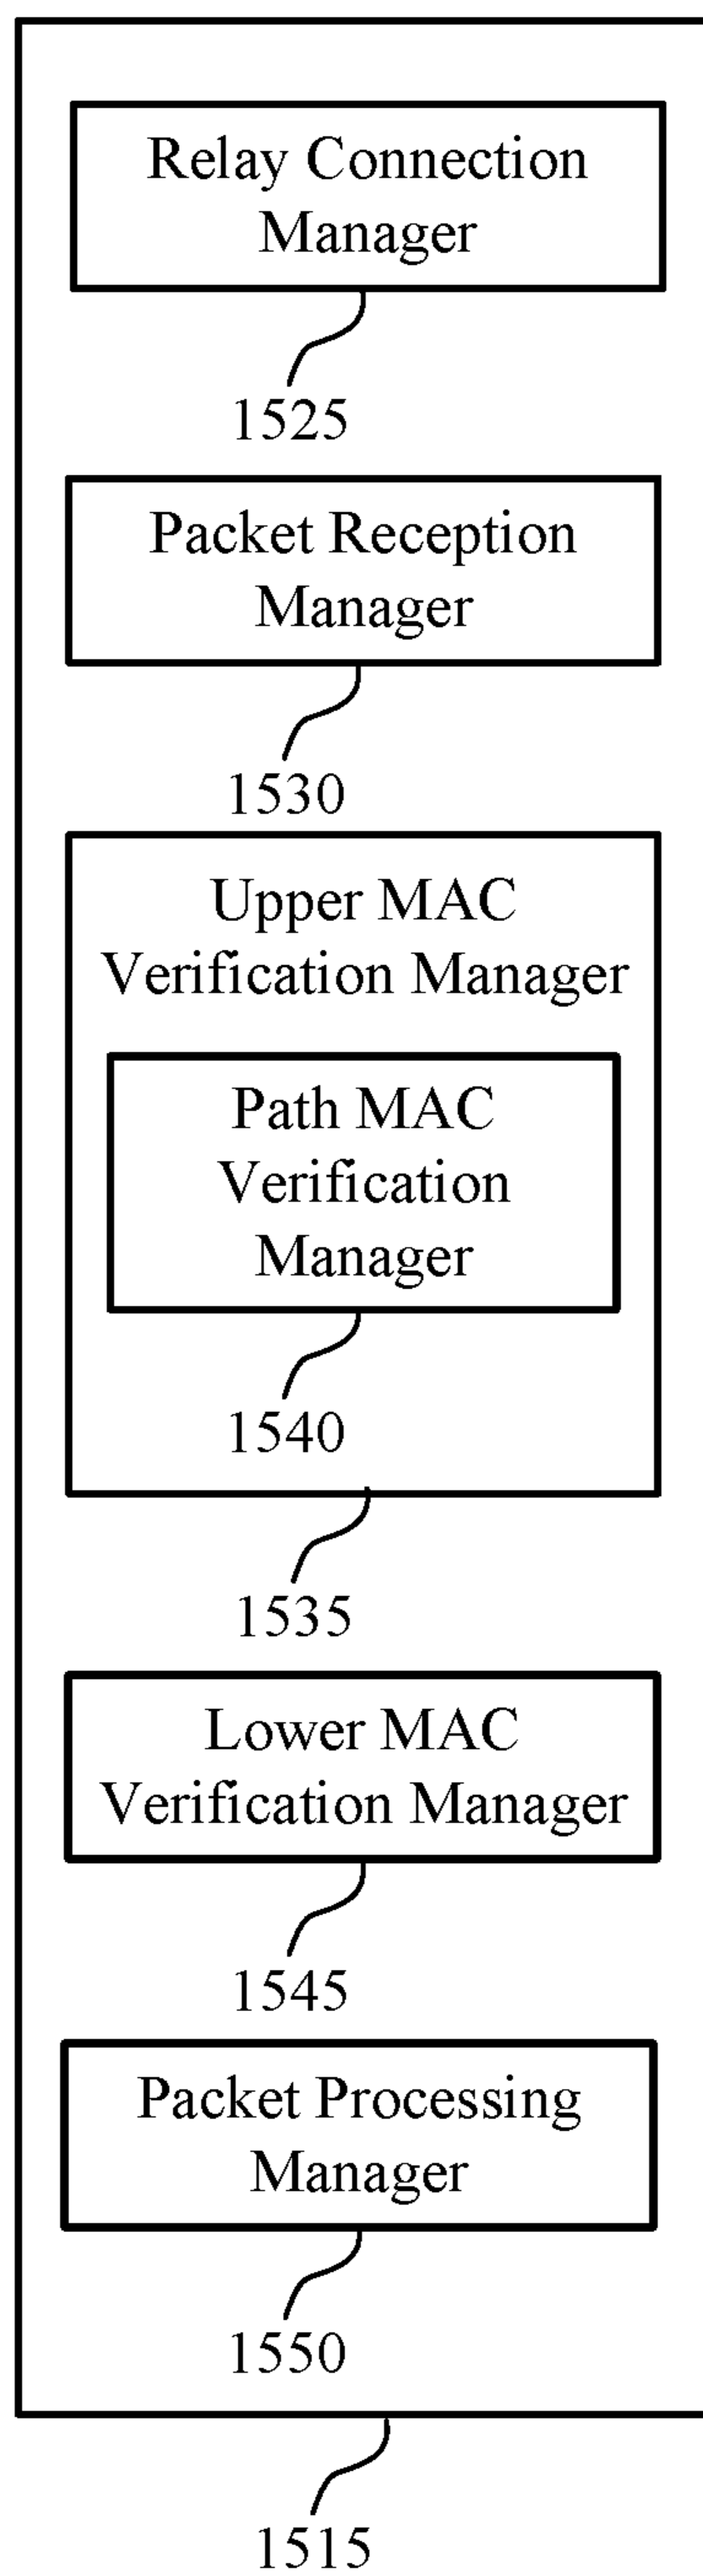 Relay Connection
Manager
1525
Packet Reception
Manager
1530
Upper MAC
Verification Manager
Path MAC
Verification
Manager
1540
1535
Lower MAC
Verification Manager
1545
Packet Processing
Manager
1550
1515